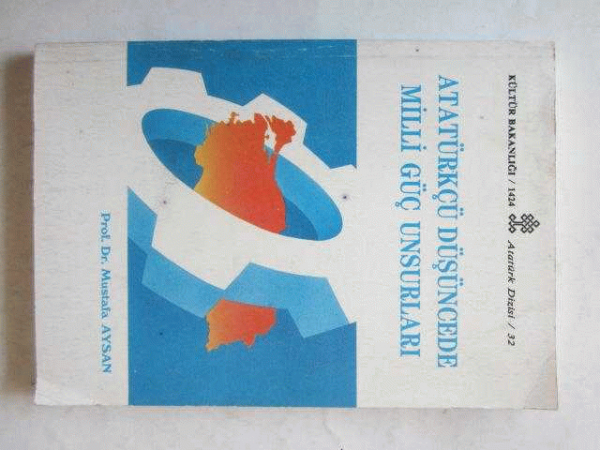 KÜLTÜR BAKANLIĞI / 1424 Atatürk Dizisi / 32
ATATÜRKÇÜ DÜŞÜNCEDE
MİLLİ GÜÇ UNSURLARI
Prof. Dr. Mustafa AYSAN